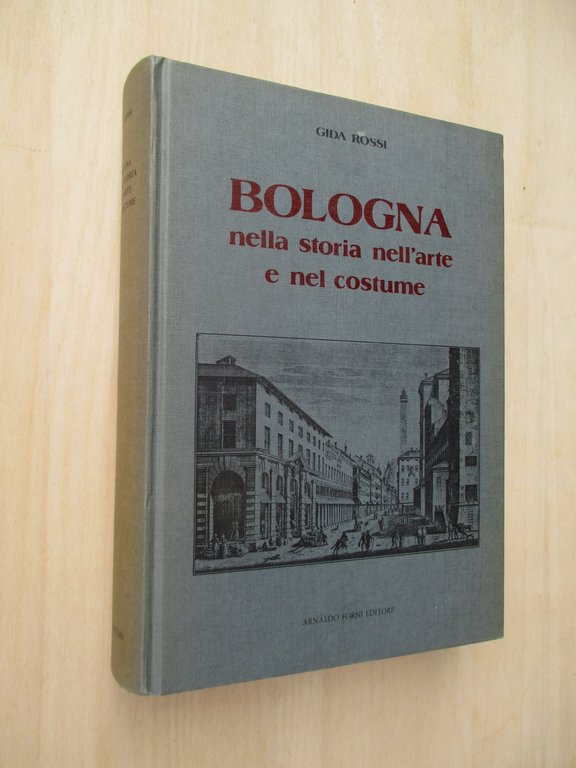 GIDA ROSSI
BOLOGNA
nella storia nell'arte
e nel costume
ARNALDO FORNI EDITORE